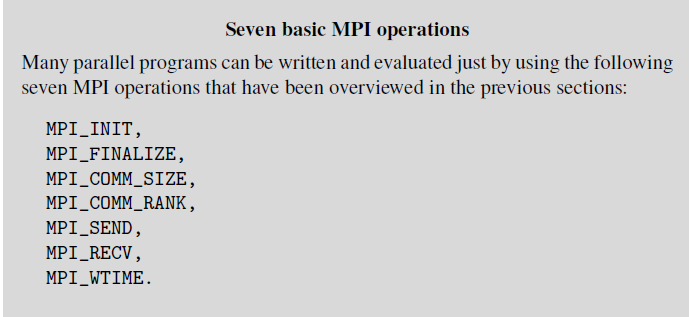 Seven basic MPI operations
Many parallel programs can be written and evaluated just by using the following
seven MPI operations that have been overviewed in the previous sections:
MPI_INIT,
MPI_FINALIZE,
MPI_COMM_SIZE,
MPI_COMM_RANK,
MPI_SEND,
MPI_RECV,
MPI_WTIME.